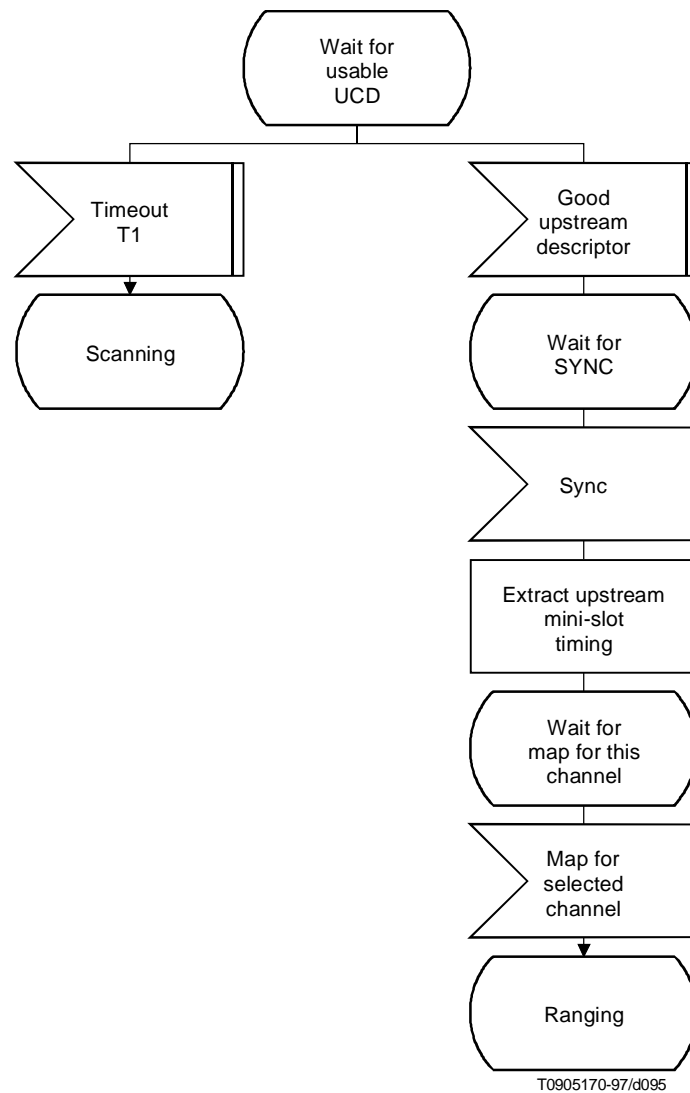 Wait for
usable
UCD
Timeout
T1
Good
upstream
descriptor
Scanning
Wait for
SYNC
Sync
Extract upstream
mini-slot
timing
Wait for
map for this
channel
Map for
selected
channel
Ranging
T0905170-97/d095